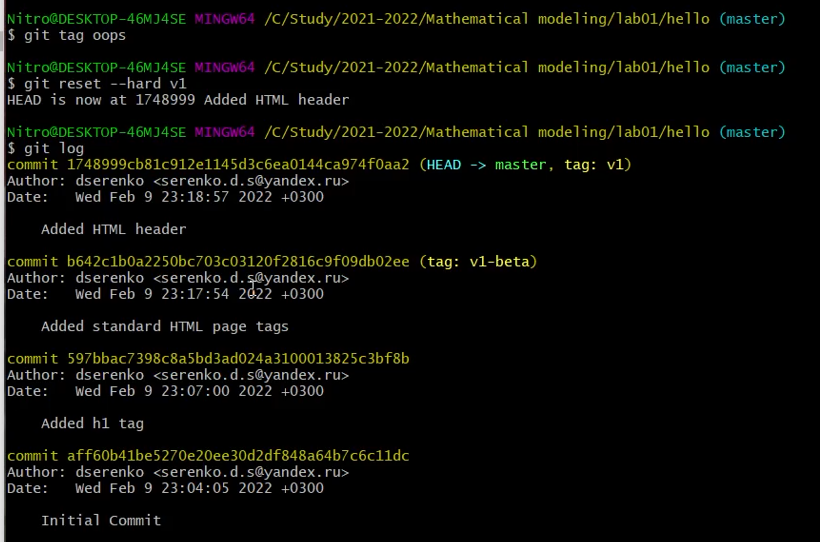 Nitro@DESKTOP-46MJ4SE MINGW64 /C/Study/2021-2022/Mathematical modeling/lab01/hello (master)
$ git tag oops
Nitro@DESKTOP-46MJ4SE MINGW64 /C/Study/2021-2022/Mathematical modeling/lab01/hello (master)
$ git reset --hard v1
HEAD is now at 1748999 Added HTML header
Nitro@DESKTOP-46MJ4SE MINGW64 /C/Study/2021-2022/Mathematical modeling/lab01/hello (master)
$ git log
commit 1748999cb81c912e1145d3c6ea0144ca974f0aa2 (HEAD -> master, tag: v1)
Author: dserenko <serenko.d.s@yandex.ru>
Date:   Wed Feb 9 23:18:57 2022 +0300
Added HTML header
commit b642c1b0a2250bc703c03120f2816c9f09db02ee (tag: v1-beta)
Author: dserenko <serenko.d.s@yandex.ru>
Date:   Wed Feb 9 23:17:54 2022 +0300
Added standard HTML page tags
commit 597bbac7398c8a5bd3ad024a3100013825c3bf8b
Author: dserenko <serenko.d.s@yandex.ru>
Date:   Wed Feb 9 23:07:00 2022 +0300
Added h1 tag
commit aff60b41be5270e20ee30d2df848a64b7c6c11dc
Author: dserenko <serenko.d.s@yandex.ru>
Date:   Wed Feb 9 23:04:05 2022 +0300
Initial Commit